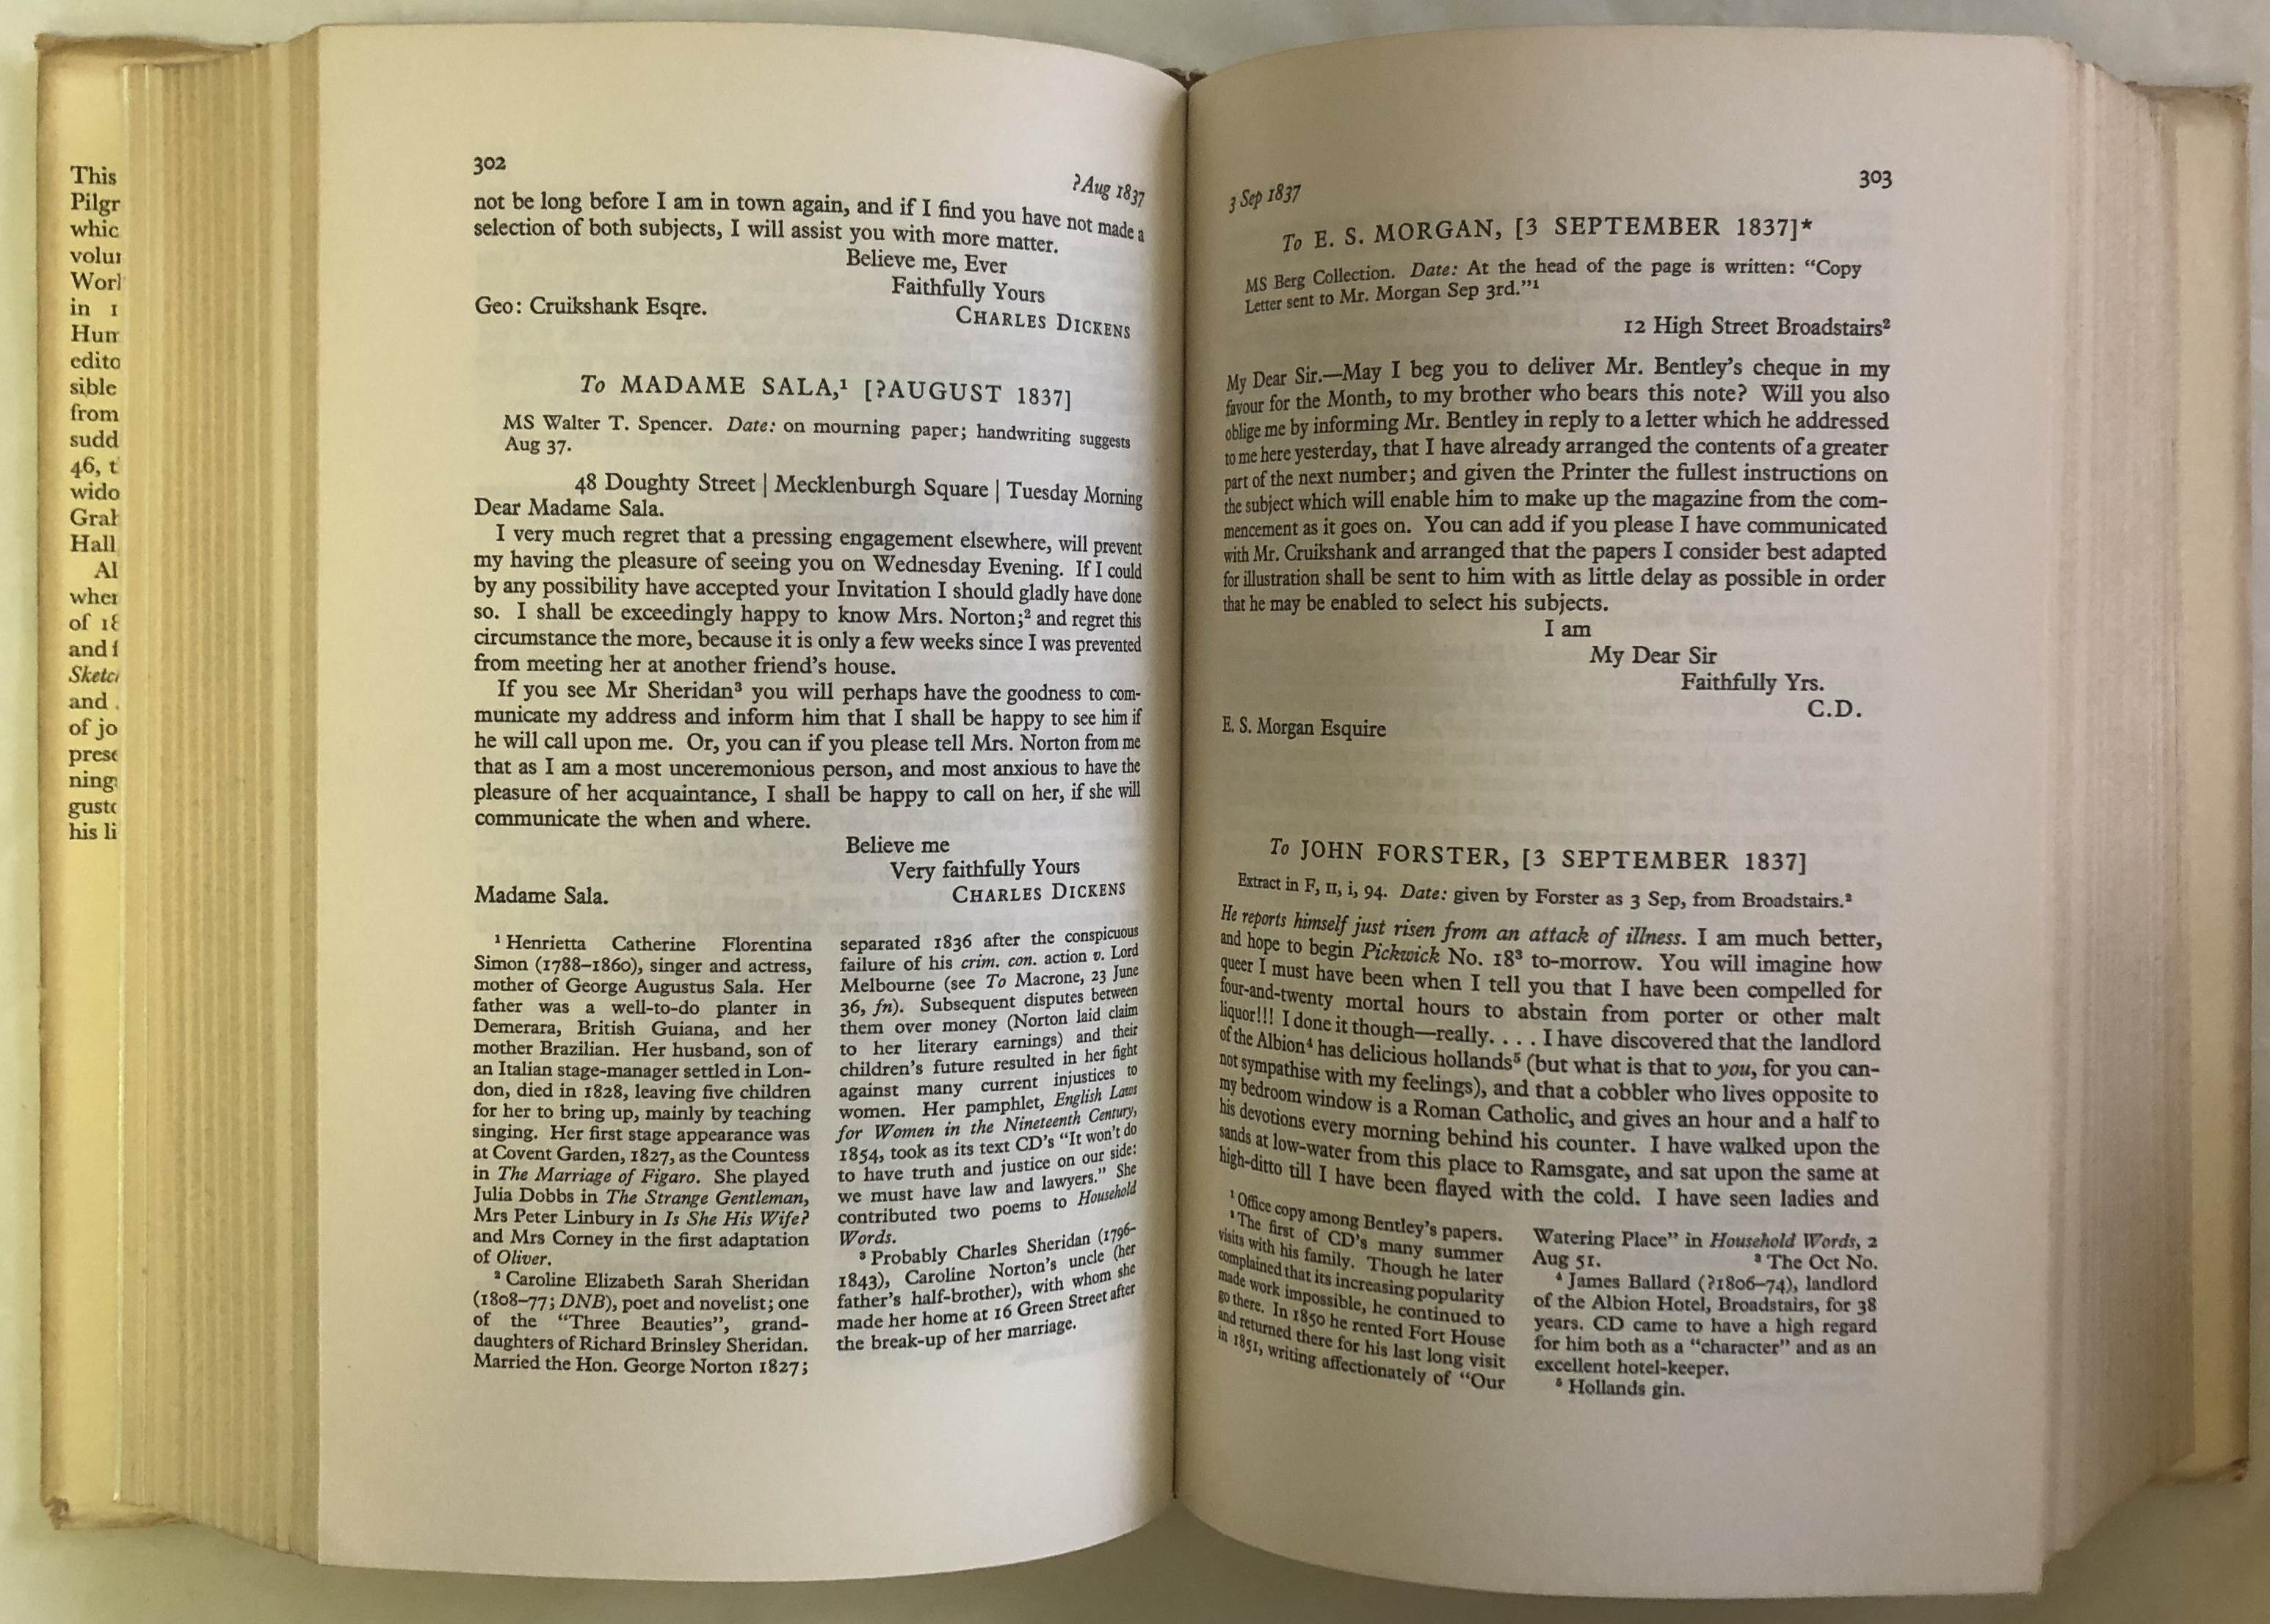 This
Pilgr
whic
volu
Worl
in 1
Hum
edito
sible
from
sudd
46, t
wido
Grah
Hall
Al
when
of 18
and f
Sketc
and
of jo
prese
ning
gusto
his li
302
?Aug 1837
not be long before I am in town again, and if I find you have not made a
selection of both subjects, I will assist you with more matter.
Believe me, Ever
Faithfully Yours
Geo: Cruikshank Esqre.
CHARLES DICKENS
To MADAME SALA,¹ [?AUGUST 1837]
MS Walter T. Spencer. Date: on mourning paper; handwriting suggests
Aug 37.
48 Doughty Street | Mecklenburgh Square | Tuesday Morning
Dear Madame Sala.
I very much regret that a pressing engagement elsewhere, will prevent
my having the pleasure of seeing you on Wednesday Evening. If I could
by any possibility have accepted your Invitation I should gladly have done
so. I shall be exceedingly happy to know Mrs. Norton;² and regret this
circumstance the more, because it is only a few weeks since I was prevented
from meeting her at another friend's house.
If you see Mr Sheridan³ you will perhaps have the goodness to com-
municate my address and inform him that I shall be happy to see him if
he will call upon me. Or, you can if you please tell Mrs. Norton from me
that as I am a most unceremonious person, and most anxious to have the
pleasure of her acquaintance, I shall be happy to call on her, if she will
communicate the when and where.
Believe me
Very faithfully Yours
Madame Sala.
CHARLES DICKENS
¹ Henrietta Catherine Florentina
Simon (1788–1860), singer and actress,
mother of George Augustus Sala. Her
father was a well-to-do planter in
Demerara, British Guiana, and her
mother Brazilian. Her husband, son of
an Italian stage-manager settled in Lon-
don, died in 1828, leaving five children
for her to bring up, mainly by teaching
singing. Her first stage appearance was
at Covent Garden, 1827, as the Countess
in The Marriage of Figaro. She played
Julia Dobbs in The Strange Gentleman,
Mrs Peter Linbury in Is She His Wife?
and Mrs Corney in the first adaptation
of Oliver.
² Caroline Elizabeth Sarah Sheridan
(1808–77; DNB), poet and novelist; one
of the "Three Beauties", grand-
daughters of Richard Brinsley Sheridan.
Married the Hon. George Norton 1827;
separated 1836 after the conspicuous
failure of his crim. con. action v. Lord
Melbourne (see To Macrone, 23 June
36, fn). Subsequent disputes between
them over money (Norton laid claim
to her literary earnings) and their
children's future resulted in her fight
against many current injustices to
women. Her pamphlet, English Laws
for Women in the Nineteenth Century,
1854, took as its text CD's "It won't do
to have truth and justice on our side:
we must have law and lawyers." She
contributed two poems to Household
Words.
³ Probably Charles Sheridan (1796–
1843), Caroline Norton's uncle (her
father's half-brother), with whom she
made her home at 16 Green Street after
the break-up of her marriage.
3 Sep 1837
303
To E. S. MORGAN, [3 SEPTEMBER 1837]*
MS Berg Collection. Date: At the head of the page is written: "Copy
Letter sent to Mr. Morgan Sep 3rd."¹
12 High Street Broadstairs²
My Dear Sir.—May I beg you to deliver Mr. Bentley's cheque in my
favour for the Month, to my brother who bears this note? Will you also
oblige me by informing Mr. Bentley in reply to a letter which he addressed
to me here yesterday, that I have already arranged the contents of a greater
part of the next number; and given the Printer the fullest instructions on
the subject which will enable him to make up the magazine from the com-
mencement as it goes on. You can add if you please I have communicated
with Mr. Cruikshank and arranged that the papers I consider best adapted
for illustration shall be sent to him with as little delay as possible in order
that he may be enabled to select his subjects.
I am
My Dear Sir
Faithfully Yrs.
C.D.
E. S. Morgan Esquire
To JOHN FORSTER, [3 SEPTEMBER 1837]
Extract in F, II, i, 94. Date: given by Forster as 3 Sep, from Broadstairs.²
He reports himself just risen from an attack of illness. I am much better,
and hope to begin Pickwick No. 18³ to-morrow. You will imagine how
queer I must have been when I tell you that I have been compelled for
four-and-twenty mortal hours to abstain from porter or other malt
liquor!!! I done it though—really. . . . I have discovered that the landlord
of the Albion⁴ has delicious hollands⁵ (but what is that to you, for you can-
not sympathise with my feelings), and that a cobbler who lives opposite to
my bedroom window is a Roman Catholic, and gives an hour and a half to
his devotions every morning behind his counter. I have walked upon the
sands at low-water from this place to Ramsgate, and sat upon the same at
high-ditto till I have been flayed with the cold. I have seen ladies and
¹ Office copy among Bentley's papers.
² The first of CD's many summer
visits with his family. Though he later
complained that its increasing popularity
made work impossible, he continued to
go there. In 1850 he rented Fort House
and returned there for his last long visit
in 1851, writing affectionately of "Our
Watering Place" in Household Words, 2
Aug 51. ³ The Oct No.
⁴ James Ballard (?1806–74), landlord
of the Albion Hotel, Broadstairs, for 38
years. CD came to have a high regard
for him both as a "character" and as an
excellent hotel-keeper.
⁵ Hollands gin.